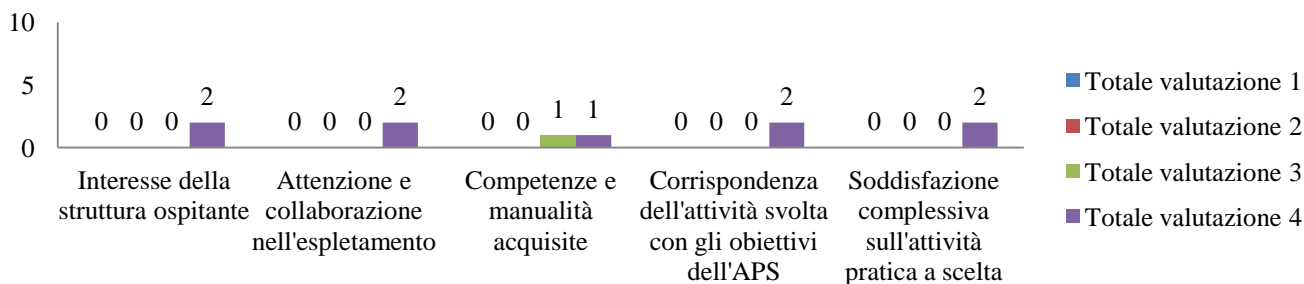 10
5
0
0 0 0 2
0 0 0 2
0 0 1 1
0 0 0 2
0 0 0 2
Interesse della
struttura ospitante
Attenzione e
collaborazione
nell'espletamento
Competenze e
manualità
acquisite
Corrispondenza
dell'attività svolta
con gli obiettivi
dell'APS
Soddisfazione
complessiva
sull'attività
pratica a scelta
Totale valutazione 1
Totale valutazione 2
Totale valutazione 3
Totale valutazione 4